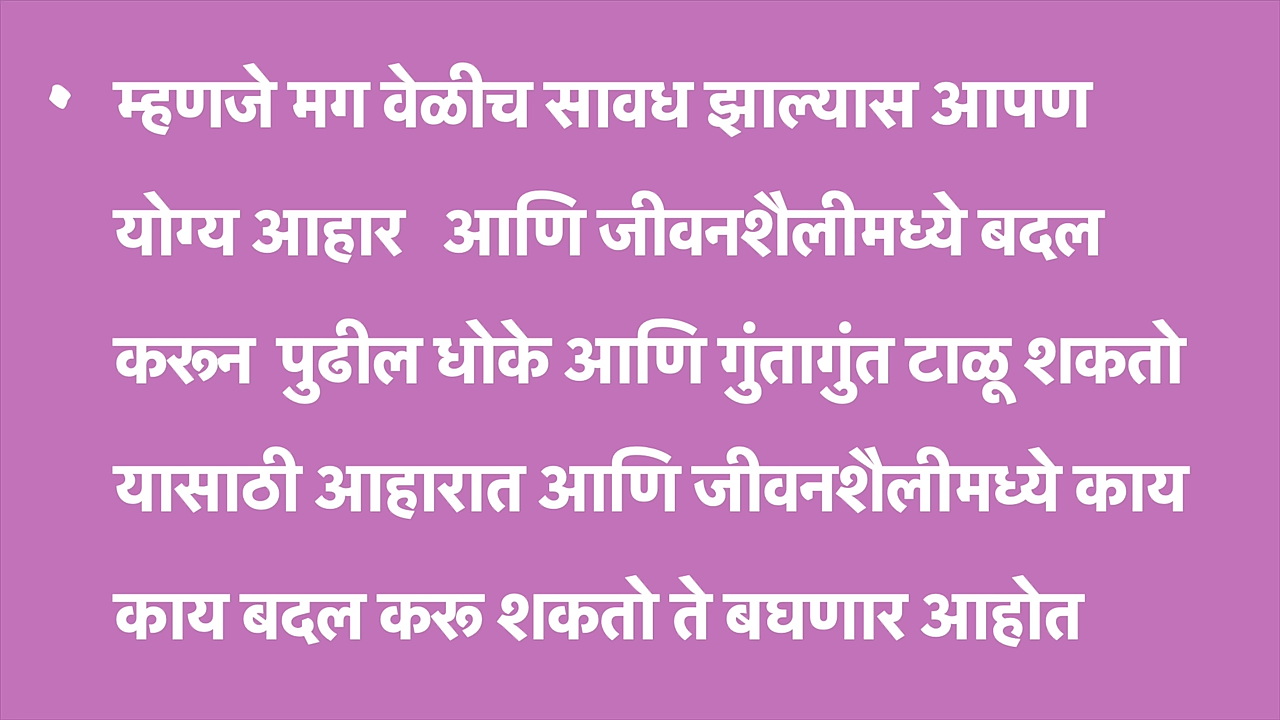 • म्हणजे मग वेळीच सावध झाल्यास आपण
योग्य आहार आणि जीवनशैलीमध्ये बदल
करून पुढील धोके आणि गुंतागुंत टाळू शकतो
यासाठी आहारात आणि जीवनशैलीमध्ये काय
काय बदल करू शकतो ते बघणार आहोत